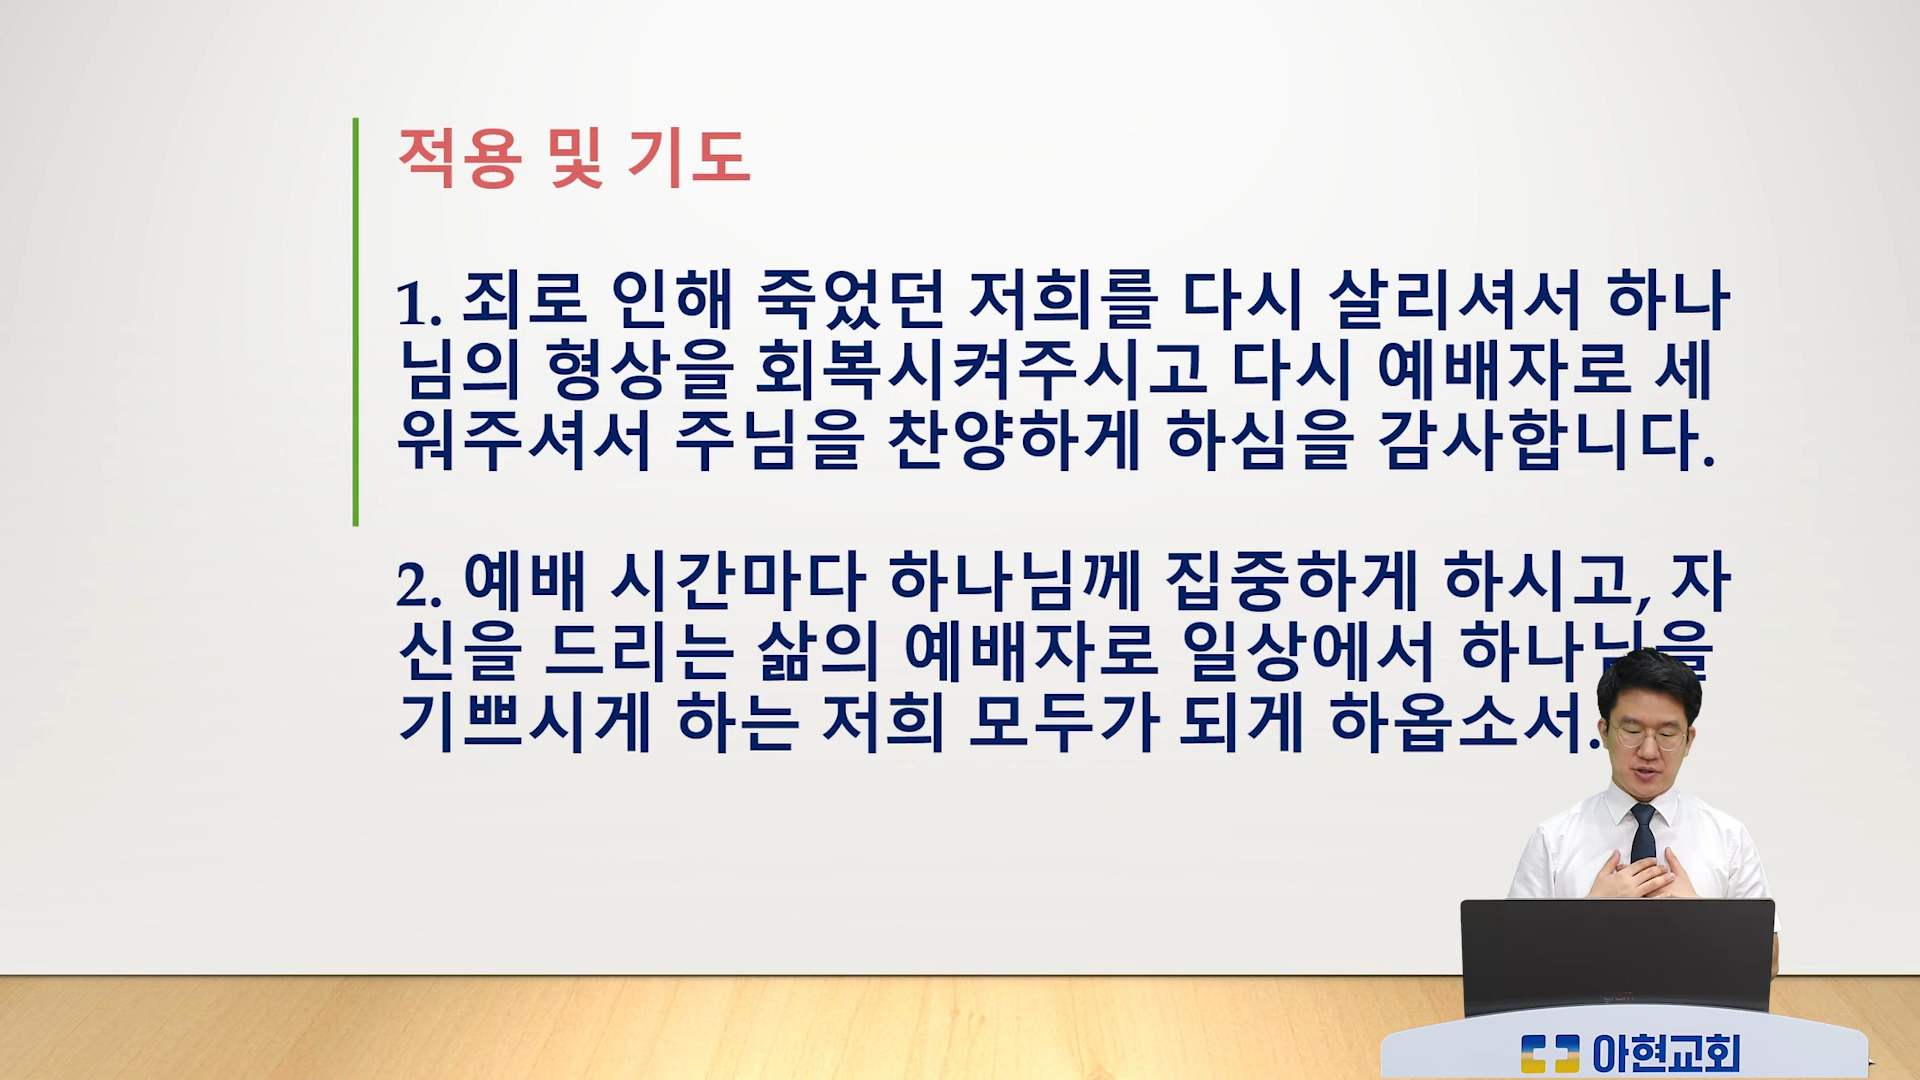 적용 및 기도
1. 죄로 인해 죽었던 저희를 다시 살리셔서 하나
님의 형상을 회복시켜주시고 다시 예배자로 세
워주셔서 주님을 찬양하게 하심을 감사합니다.
2. 예배 시간마다 하나님께 집중하게 하시고, 자
신을 드리는 삶의 예배자로 일상에서 하나님을
기쁘시게 하는 저희 모두가 되게 하옵소서.
아현교회